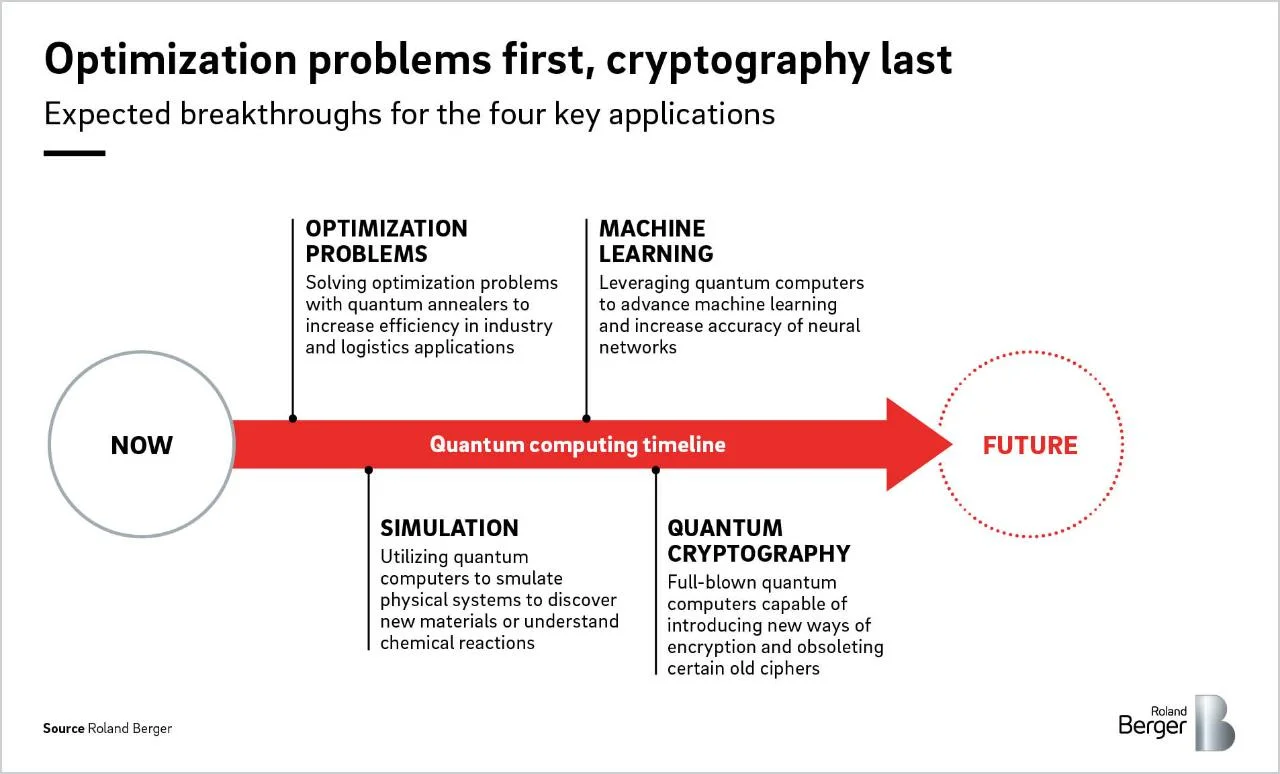 Optimization problems first, cryptography last
Expected breakthroughs for the four key applications
OPTIMIZATION
PROBLEMS
Solving optimization problems
with quantum annealers to
increase efficiency in industry
and logistics applications
MACHINE
LEARNING
Leveraging quantum computers
to advance machine learning
and increase accuracy of neural
networks
NOW
Quantum computing timeline
FUTURE
SIMULATION
Utilizing quantum
computers to smulate
physical systems to discover
new materials or understand
chemical reactions
QUANTUM
CRYPTOGRAPHY
Full-blown quantum
computers capable of
introducing new ways of
encryption and obsoleting
certain old ciphers
Source Roland Berger
Roland
Berger
B